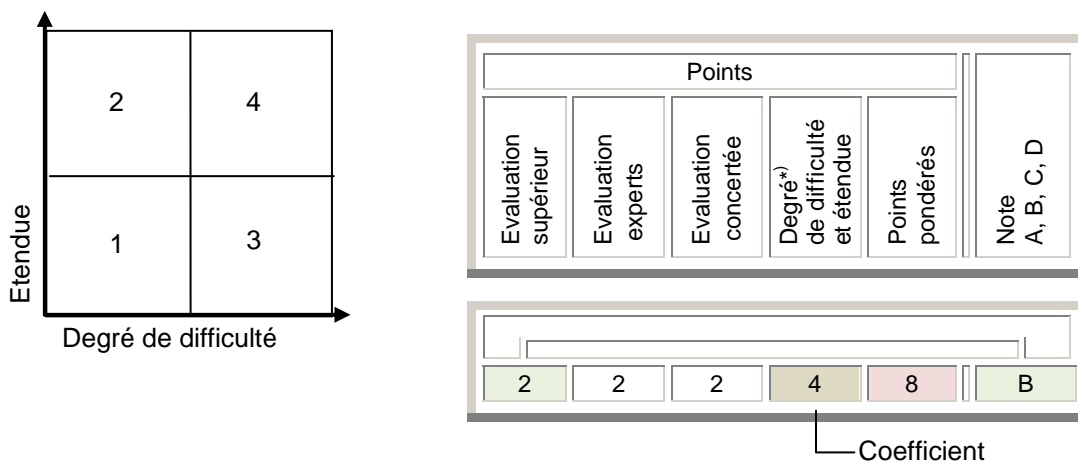 2 4
1 3
Etendue
Degré de difficulté
Points
Evaluation
supérieur
Evaluation
experts
Evaluation
concertée
Degré*)
de difficulté
et étendue
Points
pondérés
Note
A, B, C, D
2 2 2 4 8 B
Coefficient